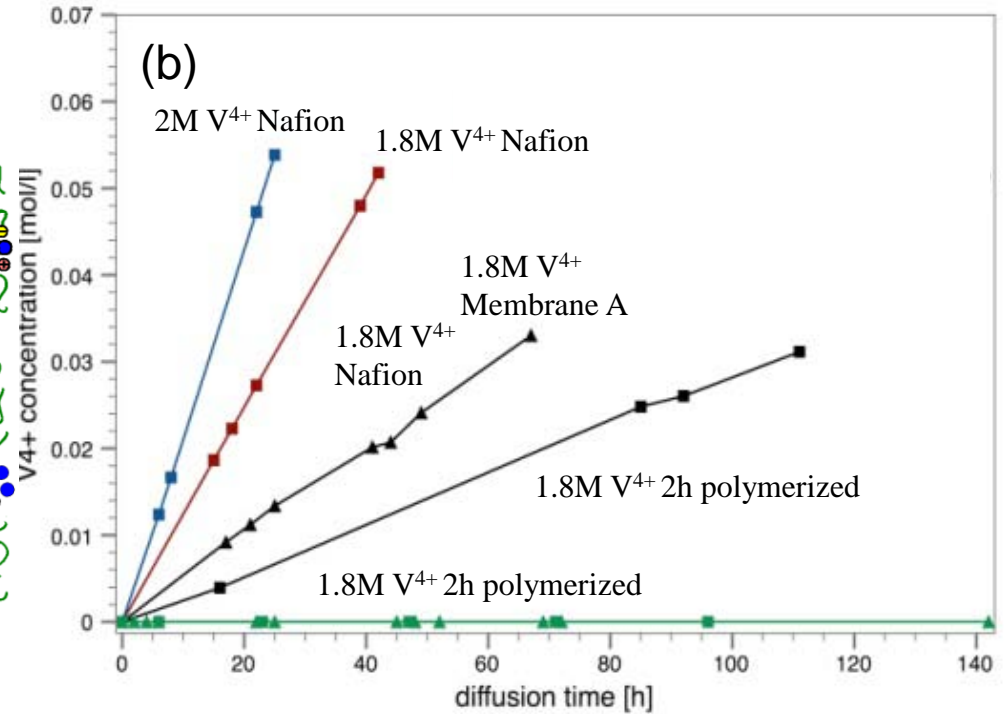 (b)
2M V⁴⁺ Nafion
1.8M V⁴⁺ Nafion
1.8M V⁴⁺
Membrane A
1.8M V⁴⁺
Nafion
1.8M V⁴⁺ 2h polymerized
1.8M V⁴⁺ 2h polymerized
V4+ concentration [mol/l]
0.07
0.06
0.05
0.04
0.03
0.02
0.01
0
0 20 40 60 80 100 120 140
diffusion time [h]